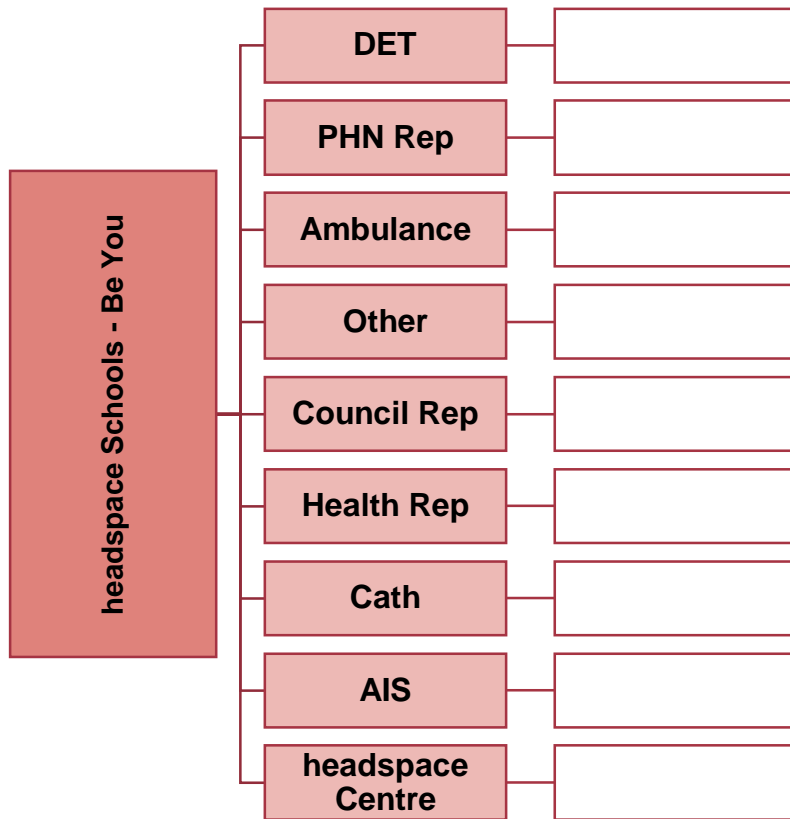 headspace Schools - Be You
DET
PHN Rep
Ambulance
Other
Council Rep
Health Rep
Cath
AIS
headspace
Centre